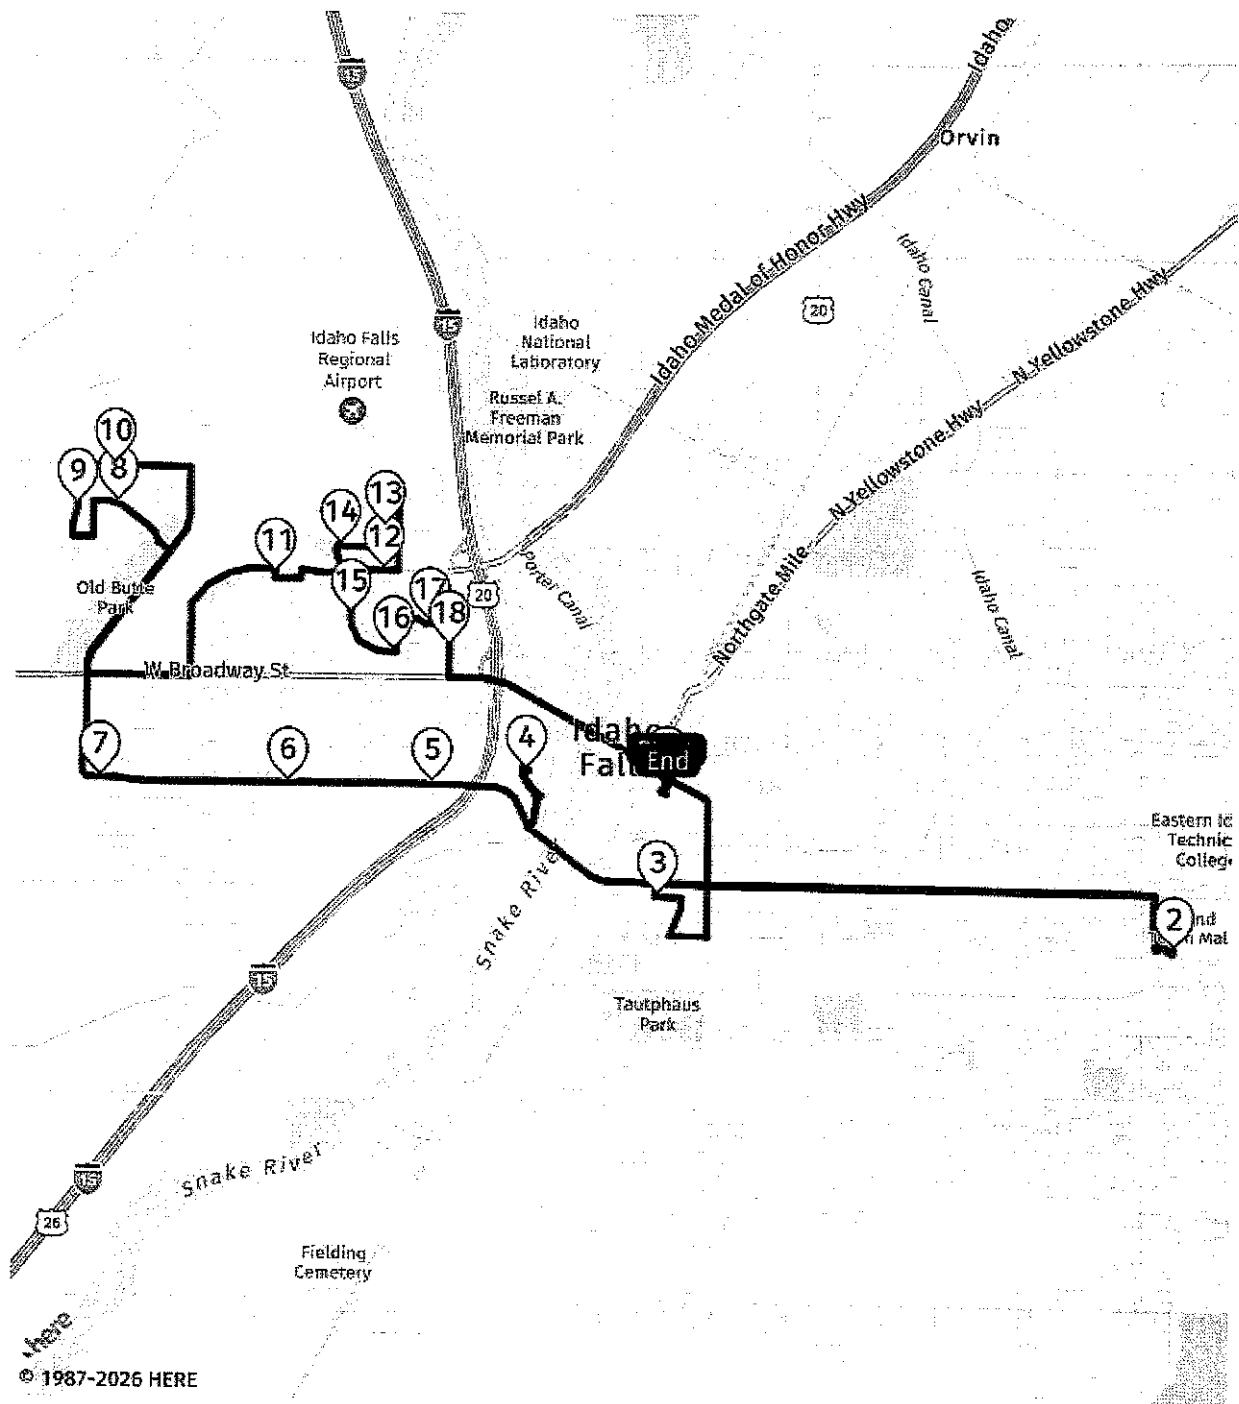 15
Idaho
Orvin
Idaho Medal of Honor Hwy
Idaho Canal
20
N Yellowstone Hwy
15
Idaho
National
Laboratory
Idaho Falls
Regional
Airport
Russel A.
Freeman
Memorial Park
N Yellowstone Hwy
10
9
8
13
14
12
11
15
17
18
16
20
Porter Canal
Northgate Mile
Idaho Canal
Old Butte
Park
W Broadway St
7
6
5
4
Idaho
End
3
Eastern
2
Snake River
15
Tautphaus
Park
Snake River
15
26
Fielding
Cemetery
here
© 1987-2026 HERE